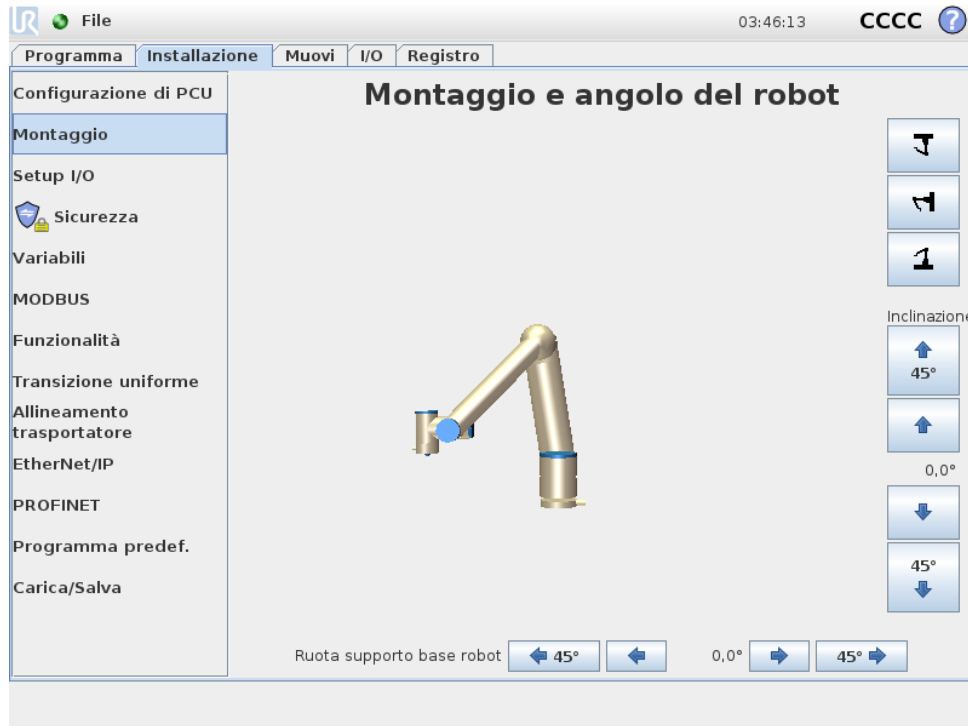 UR File 03:46:13 CCCC ?
Programma Installazione Muovi I/O Registro
Configurazione di PCU
Montaggio
Setup I/O
Sicurezza
Variabili
MODBUS
Funzionalità
Transizione uniforme
Allineamento
trasportatore
EtherNet/IP
PROFINET
Programma predef.
Carica/Salva
Montaggio e angolo del robot
Inclinazione
45°
0,0°
45°
Ruota supporto base robot 45° 0,0° 45°